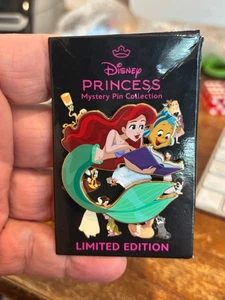 Disney
PRINCESS
Mystery Pin Collection
LIMITED EDITION